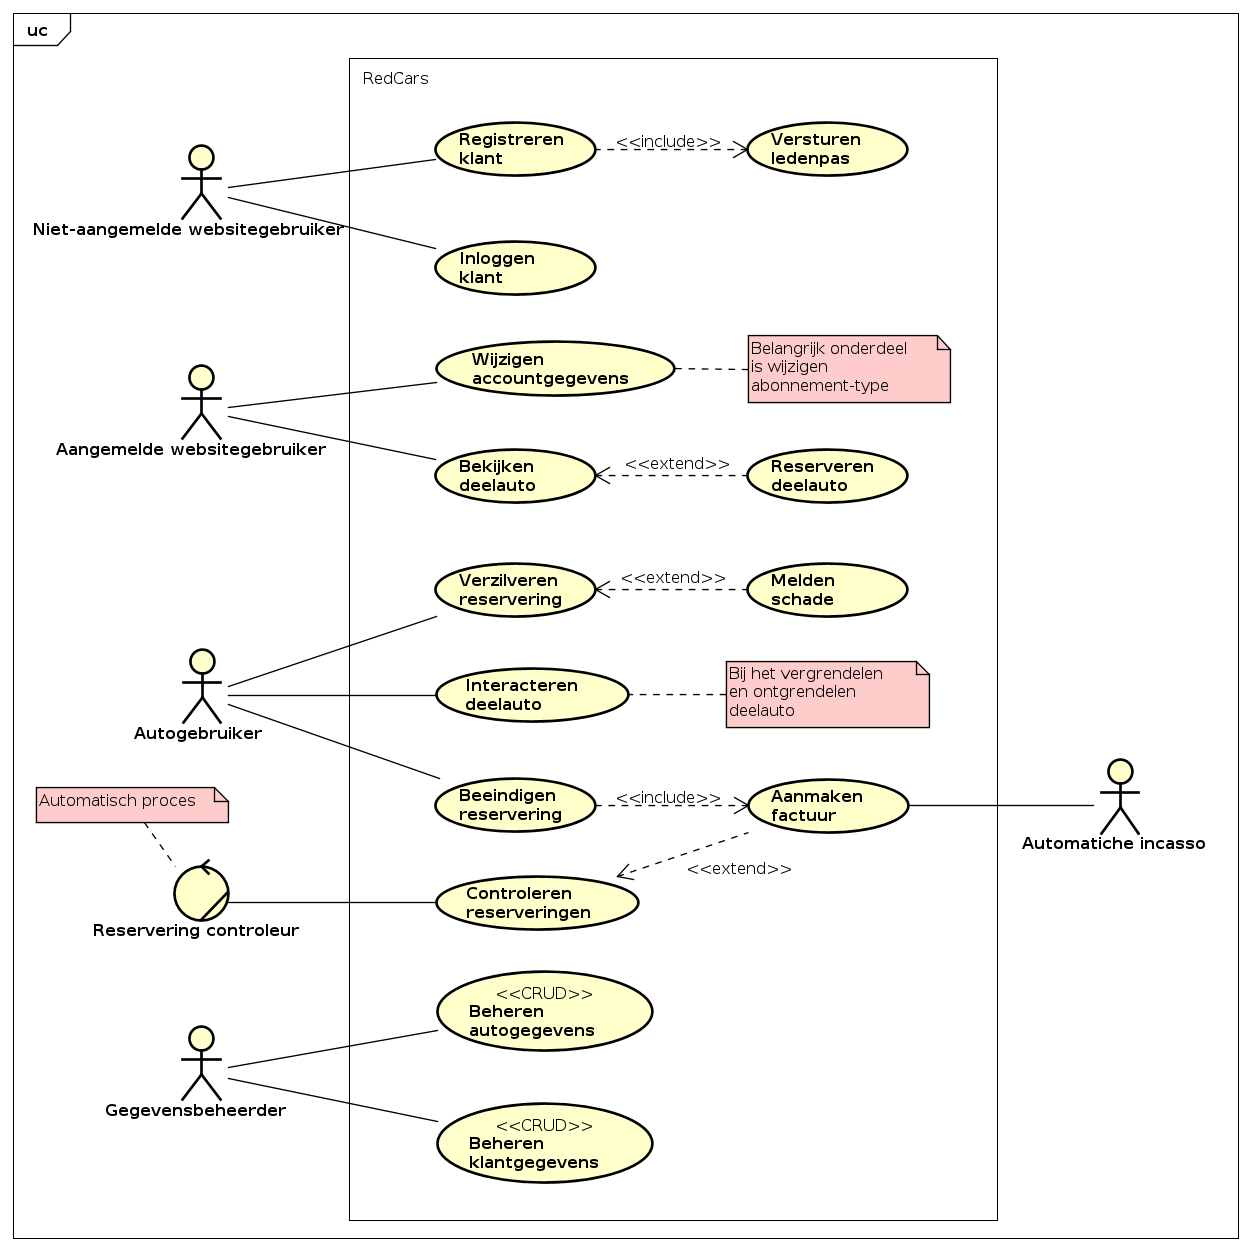 uc
RedCars
Registreren
klant
<<include>>
Versturen
ledenpas
Niet-aangemelde websitegebruiker
Inloggen
klant
Wijzigen
accountgegevens
Belangrijk onderdeel
is wijzigen
abonnement-type
Aangemelde websitegebruiker
Bekijken
deelauto
<<extend>>
Reserveren
deelauto
Verzilveren
reservering
<<extend>>
Melden
schade
Interacteren
deelauto
Bij het vergrendelen
en ontgrendelen
deelauto
Autogebruiker
Beeindigen
reservering
<<include>>
Aanmaken
factuur
Automatiche incasso
Automatisch proces
<<extend>>
Controleren
reserveringen
Reservering controleur
<<CRUD>>
Beheren
autogegevens
Gegevensbeheerder
<<CRUD>>
Beheren
klantgegevens